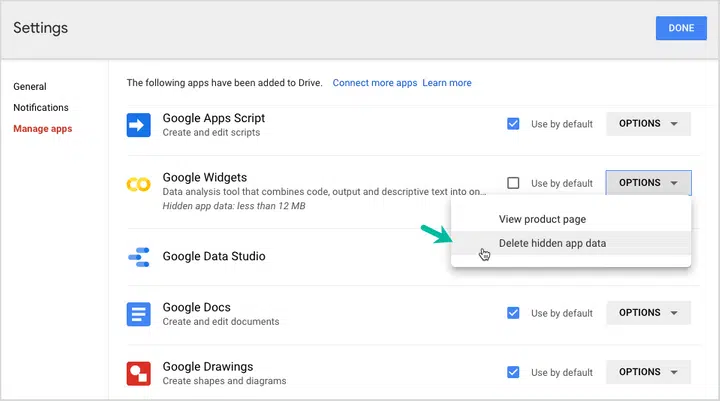 Settings
DONE
General
Notifications
Manage apps
The following apps have been added to Drive. Connect more apps Learn more
Google Apps Script
Create and edit scripts
Use by default
OPTIONS
Google Widgets
Data analysis tool that combines code, output and descriptive text into on...
Hidden app data: less than 12 MB
Use by default
OPTIONS
View product page
Delete hidden app data
Google Data Studio
Google Docs
Create and edit documents
Use by default
OPTIONS
Google Drawings
Create shapes and diagrams
Use by default
OPTIONS